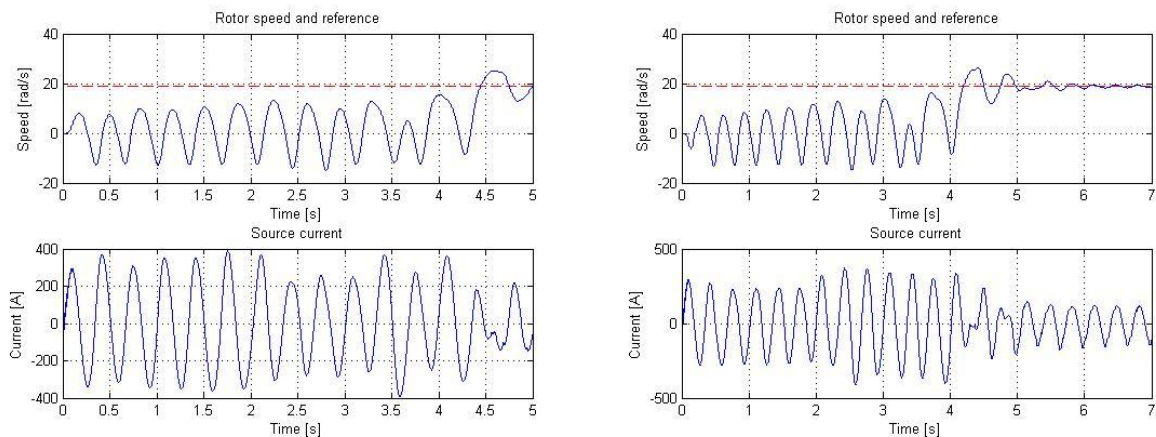 Rotor speed and reference
40
20
0
-20
Speed [rad/s]
0 0.5 1 1.5 2 2.5 3 3.5 4 4.5 5
Time [s]
Source current
400
200
0
-200
-400
Current [A]
0 0.5 1 1.5 2 2.5 3 3.5 4 4.5 5
Time [s]
Rotor speed and reference
40
20
0
-20
Speed [rad/s]
0 1 2 3 4 5 6 7
Time [s]
Source current
500
0
-500
Current [A]
0 1 2 3 4 5 6 7
Time [s]